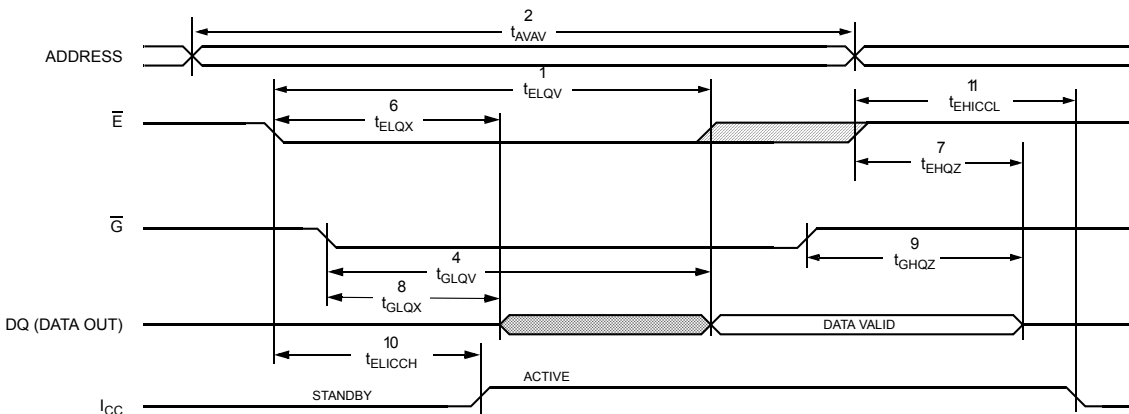 2
tAVAV
ADDRESS
1
tELQV
11
tEHICCL
6
tELQX
E
7
tEHQZ
G
9
tGHQZ
4
tGLQV
8
tGLQX
DQ (DATA OUT)
DATA VALID
10
tELICCH
ACTIVE
STANDBY
ICC